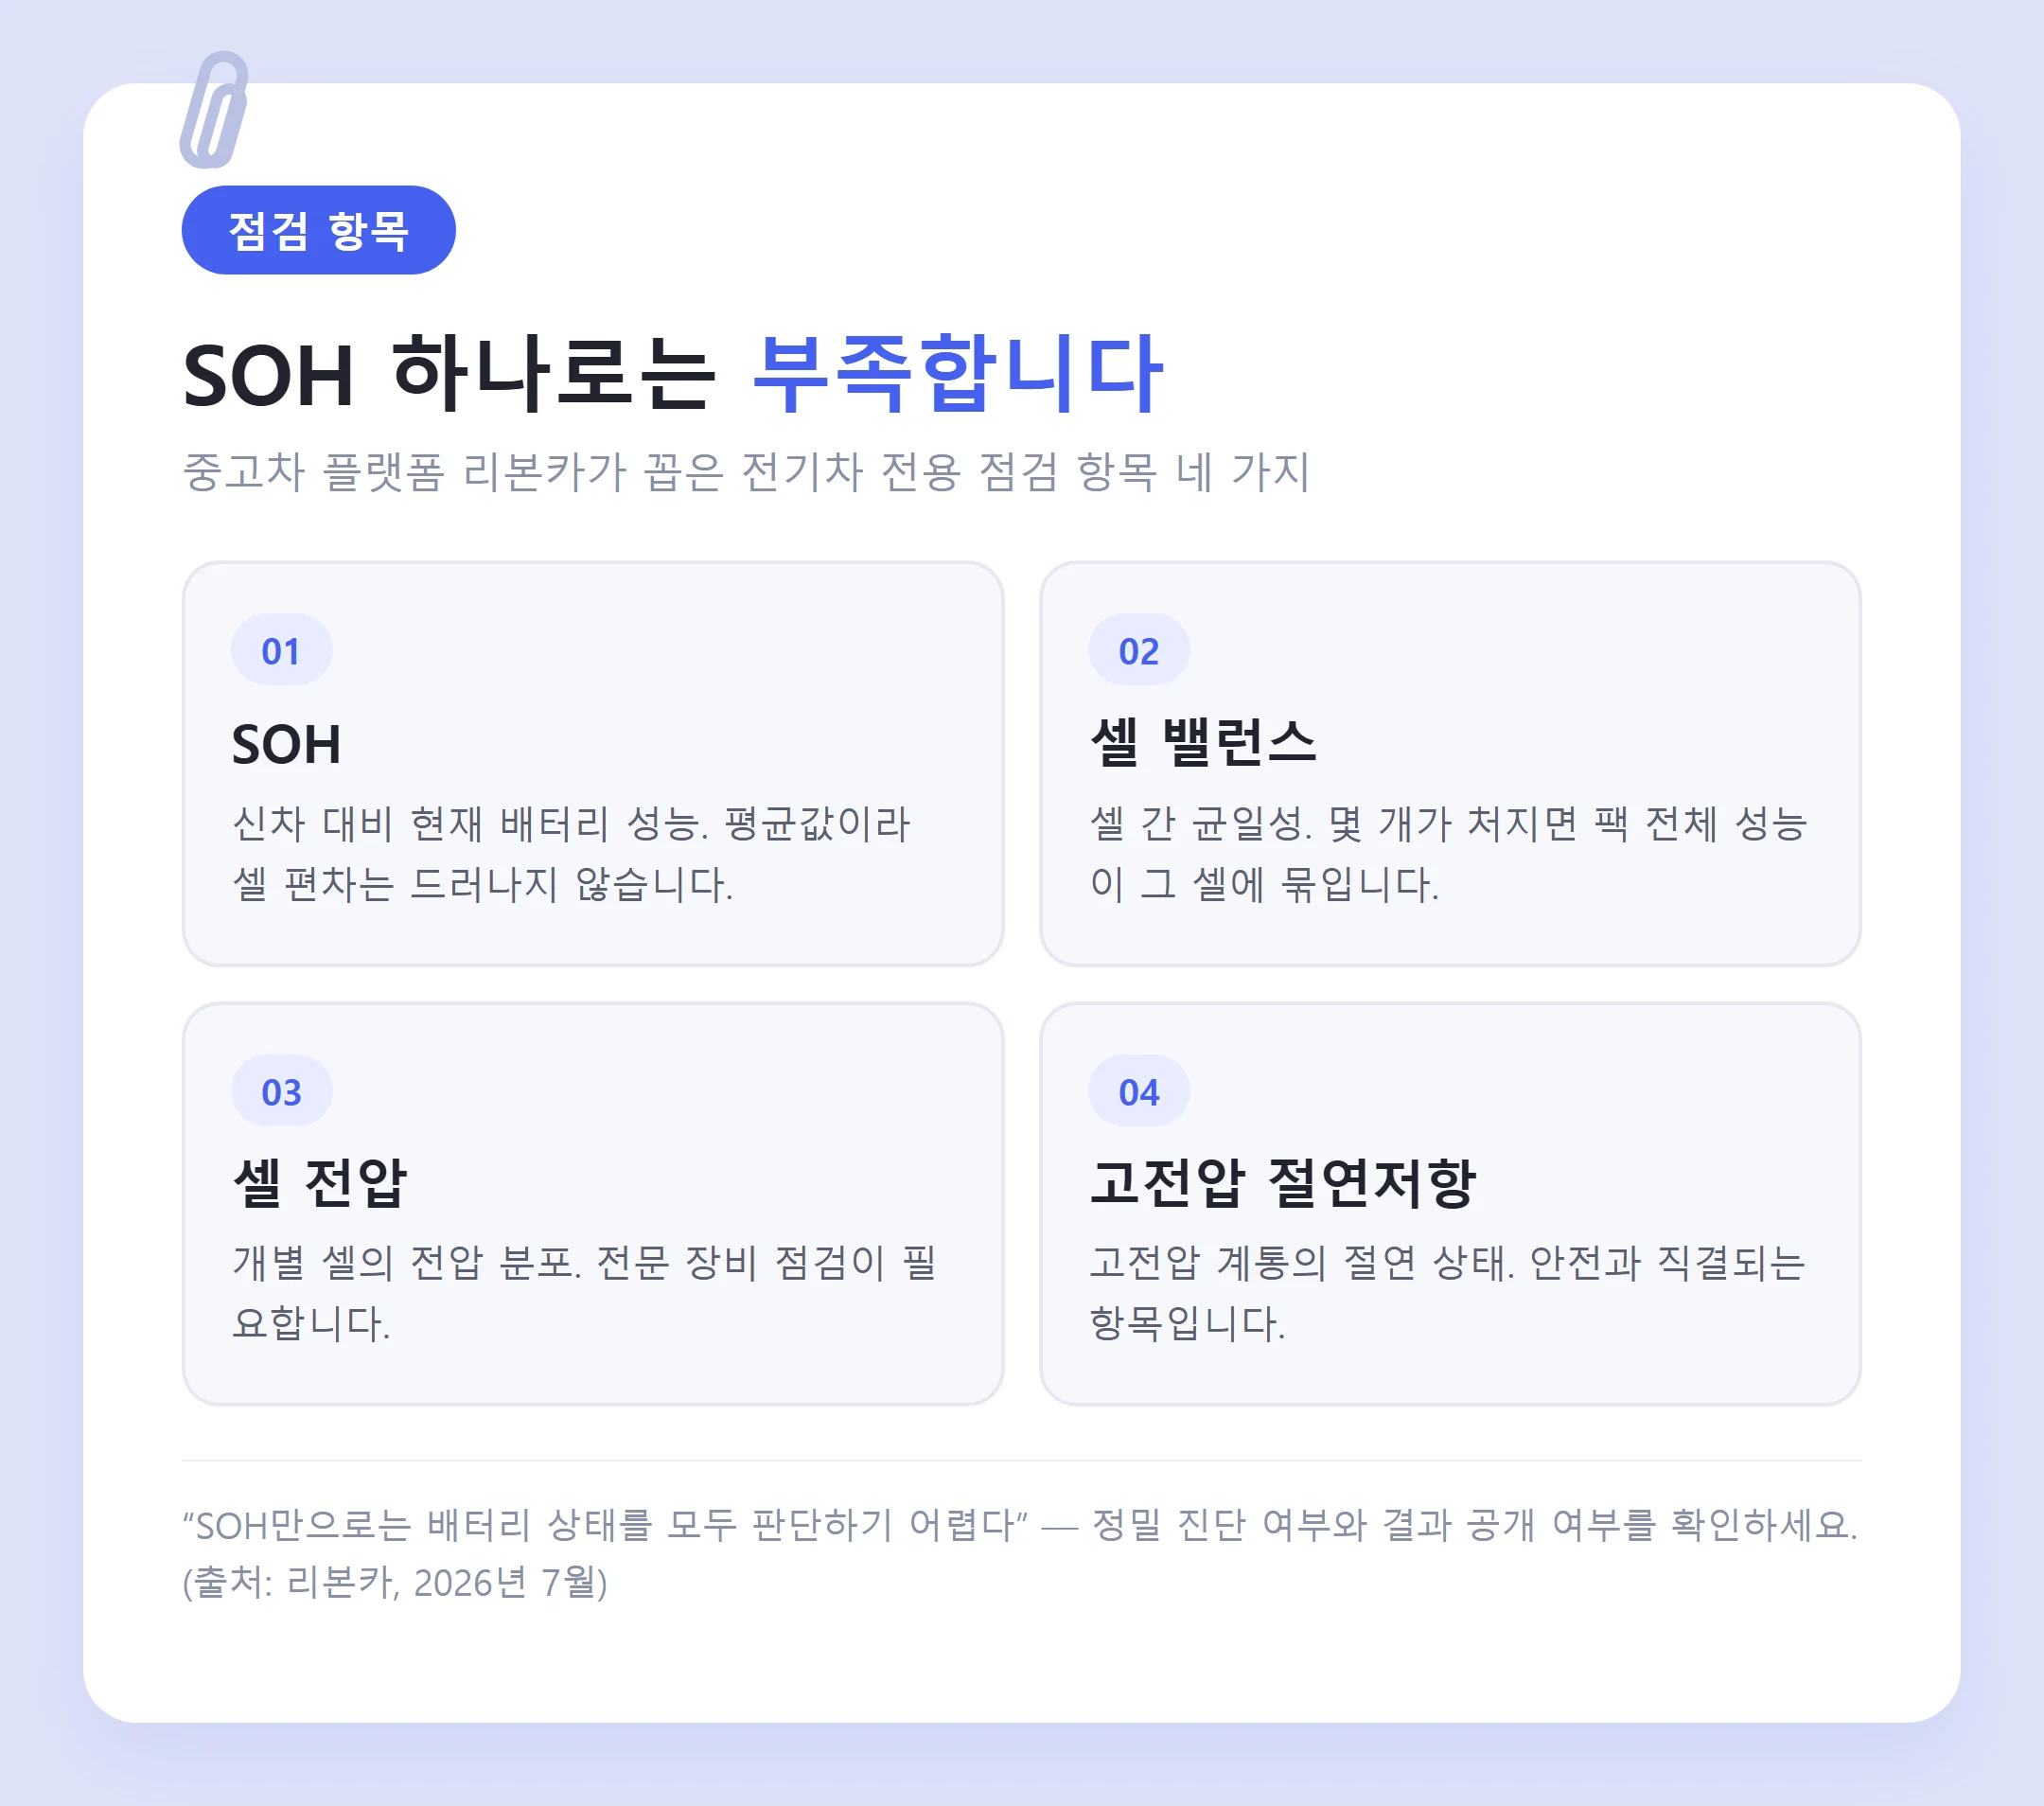 점검 항목
SOH 하나로는 부족합니다
중고차 플랫폼 리본카가 꼽은 전기차 전용 점검 항목 네 가지
01
SOH
신차 대비 현재 배터리 성능. 평균값이라
셀 편차는 드러나지 않습니다.
02
셀 밸런스
셀 간 균일성. 몇 개가 처지면 팩 전체 성능
이 그 셀에 묶입니다.
03
셀 전압
개별 셀의 전압 분포. 전문 장비 점검이 필
요합니다.
04
고전압 절연저항
고전압 계통의 절연 상태. 안전과 직결되는
항목입니다.
“SOH만으로는 배터리 상태를 모두 판단하기 어렵다” — 정밀 진단 여부와 결과 공개 여부를 확인하세요.
(출처: 리본카, 2026년 7월)